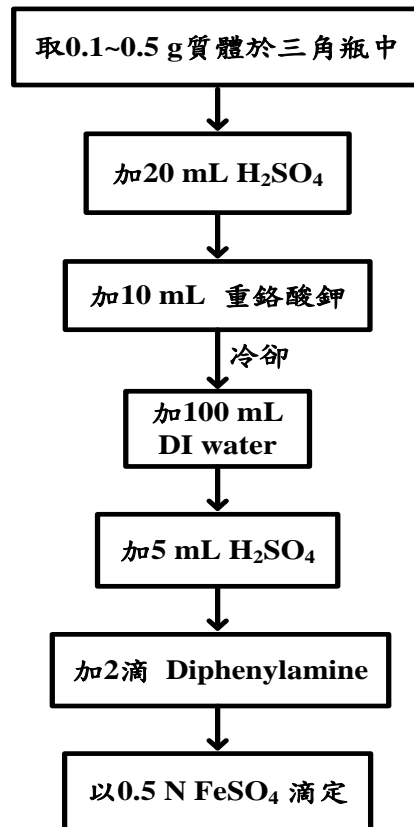 取0.1~0.5 g質體於三角瓶中
加20 mL H₂SO₄
加10 mL 重鉻酸鉀
冷卻
加100 mL
DI water
加5 mL H₂SO₄
加2滴 Diphenylamine
以0.5 N FeSO₄ 滴定